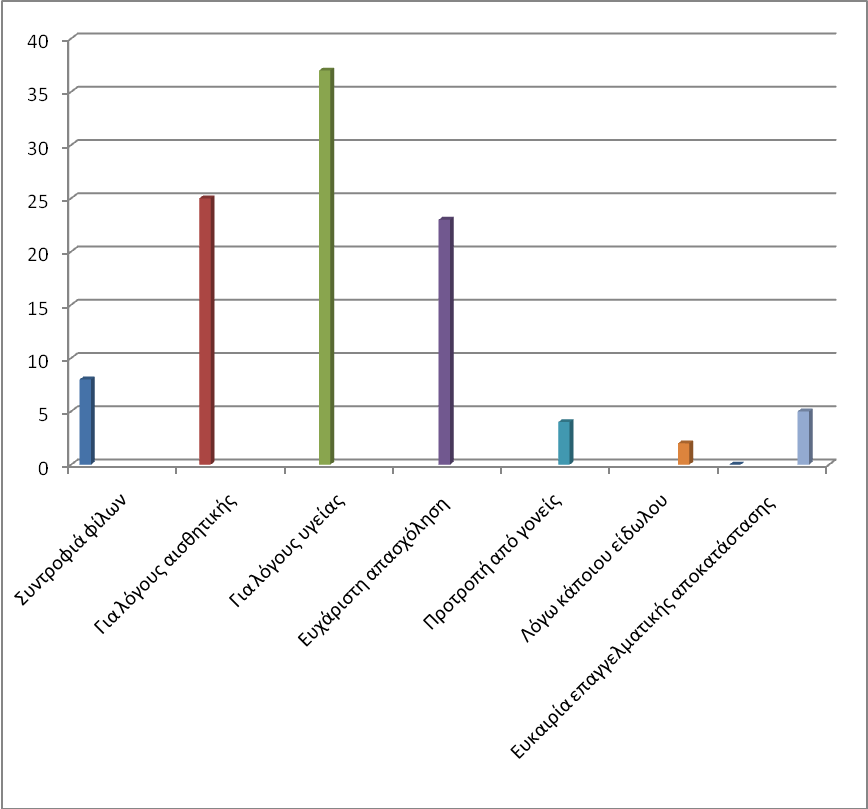 40
35
30
25
20
15
10
5
0
Συντροφιά φίλων
Για λόγους αισθητικής
Για λόγους υγείας
Ευχάριστη απασχόληση
Προτροπή από γονείς
Λόγω κάποιου είδωλου
Ευκαιρία επαγγελματικής αποκατάστασης